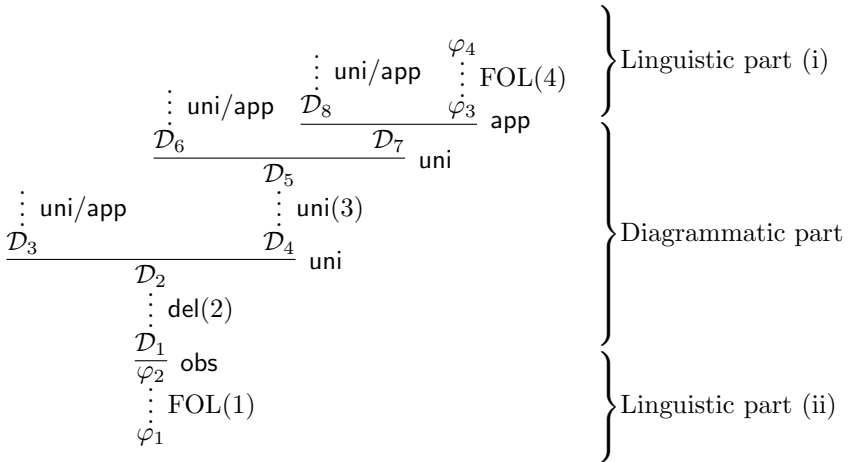 φ₄
⋮ uni/app ⋮ FOL(4) Linguistic part (i)
⋮ uni/app 𝒟₈ φ₃
app
𝒟₆ 𝒟₇
uni
𝒟₅
⋮ uni/app ⋮ uni(3) Diagrammatic part
𝒟₃ 𝒟₄
uni
𝒟₂
⋮ del(2)
𝒟₁
obs
φ₂
⋮ FOL(1) Linguistic part (ii)
φ₁